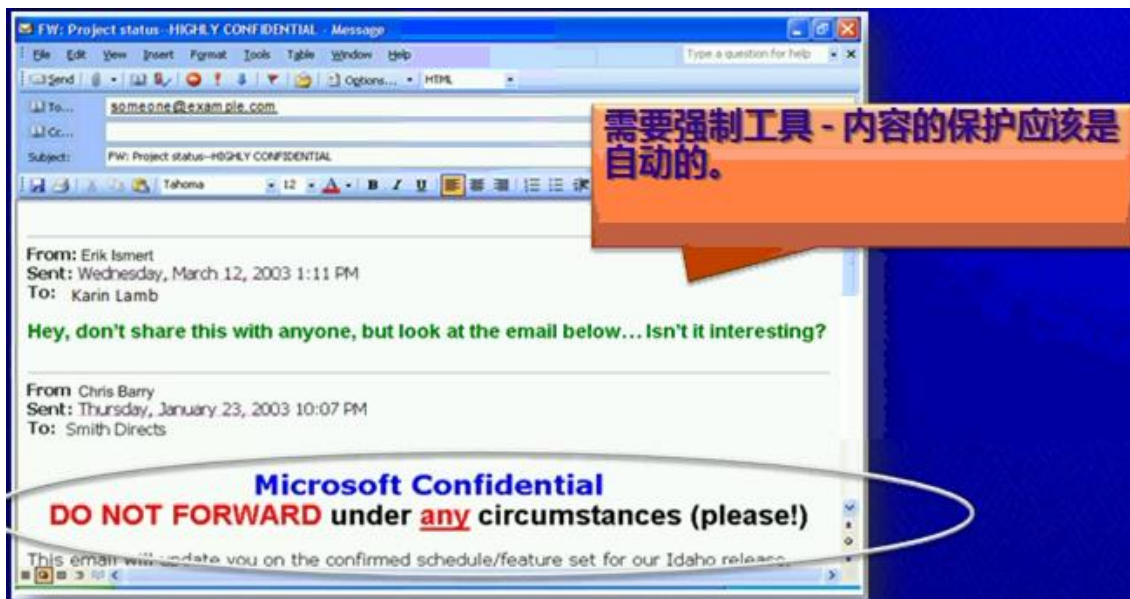 FW: Project status--HIGHLY CONFIDENTIAL - Message
File Edit View Insert Format Tools Table Window Help Type a question for help
Send Options... HTML
To... someone@example.com
Cc...
Subject: FW: Project status--HIGHLY CONFIDENTIAL
Tahoma 12 A B I U
需要强制工具 - 内容的保护应该是
自动的。
From: Erik Ismert
Sent: Wednesday, March 12, 2003 1:11 PM
To: Karin Lamb
Hey, don't share this with anyone, but look at the email below... Isn't it interesting?
From Chris Barry
Sent: Thursday, January 23, 2003 10:07 PM
To: Smith Directs
Microsoft Confidential
DO NOT FORWARD under any circumstances (please!)
This email will update you on the confirmed schedule/feature set for our Idaho release.